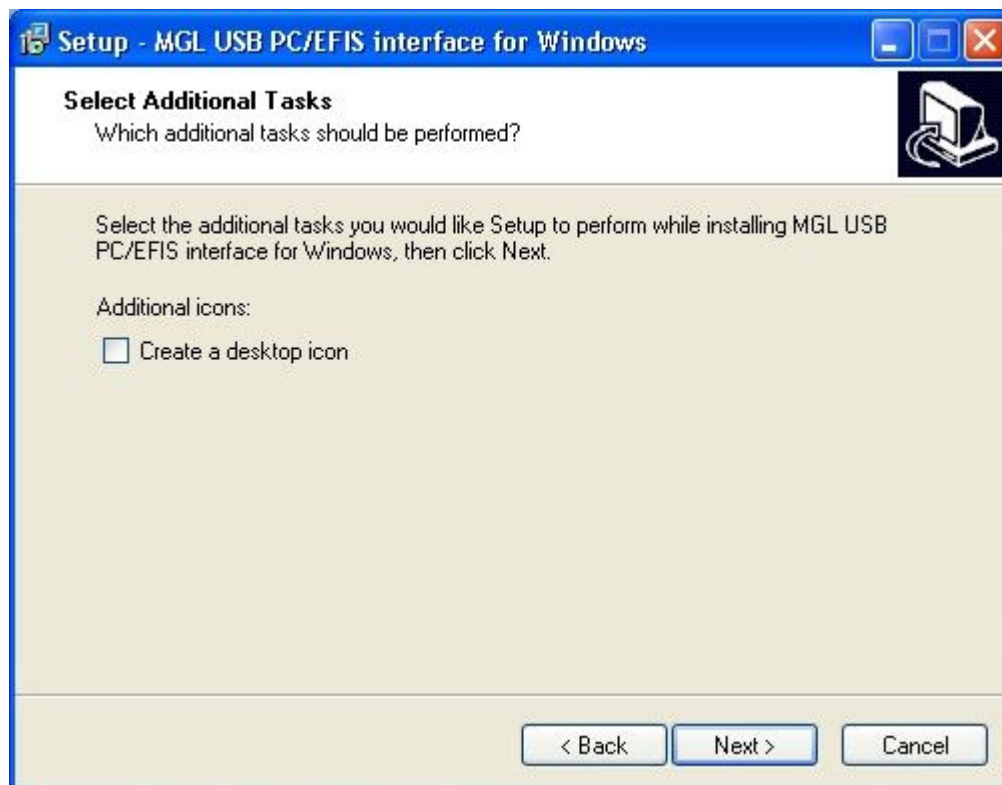 Setup - MGL USB PC/EFIS interface for Windows
Select Additional Tasks
Which additional tasks should be performed?
Select the additional tasks you would like Setup to perform while installing MGL USB
PC/EFIS interface for Windows, then click Next.
Additional icons:
Create a desktop icon
< Back
Next >
Cancel